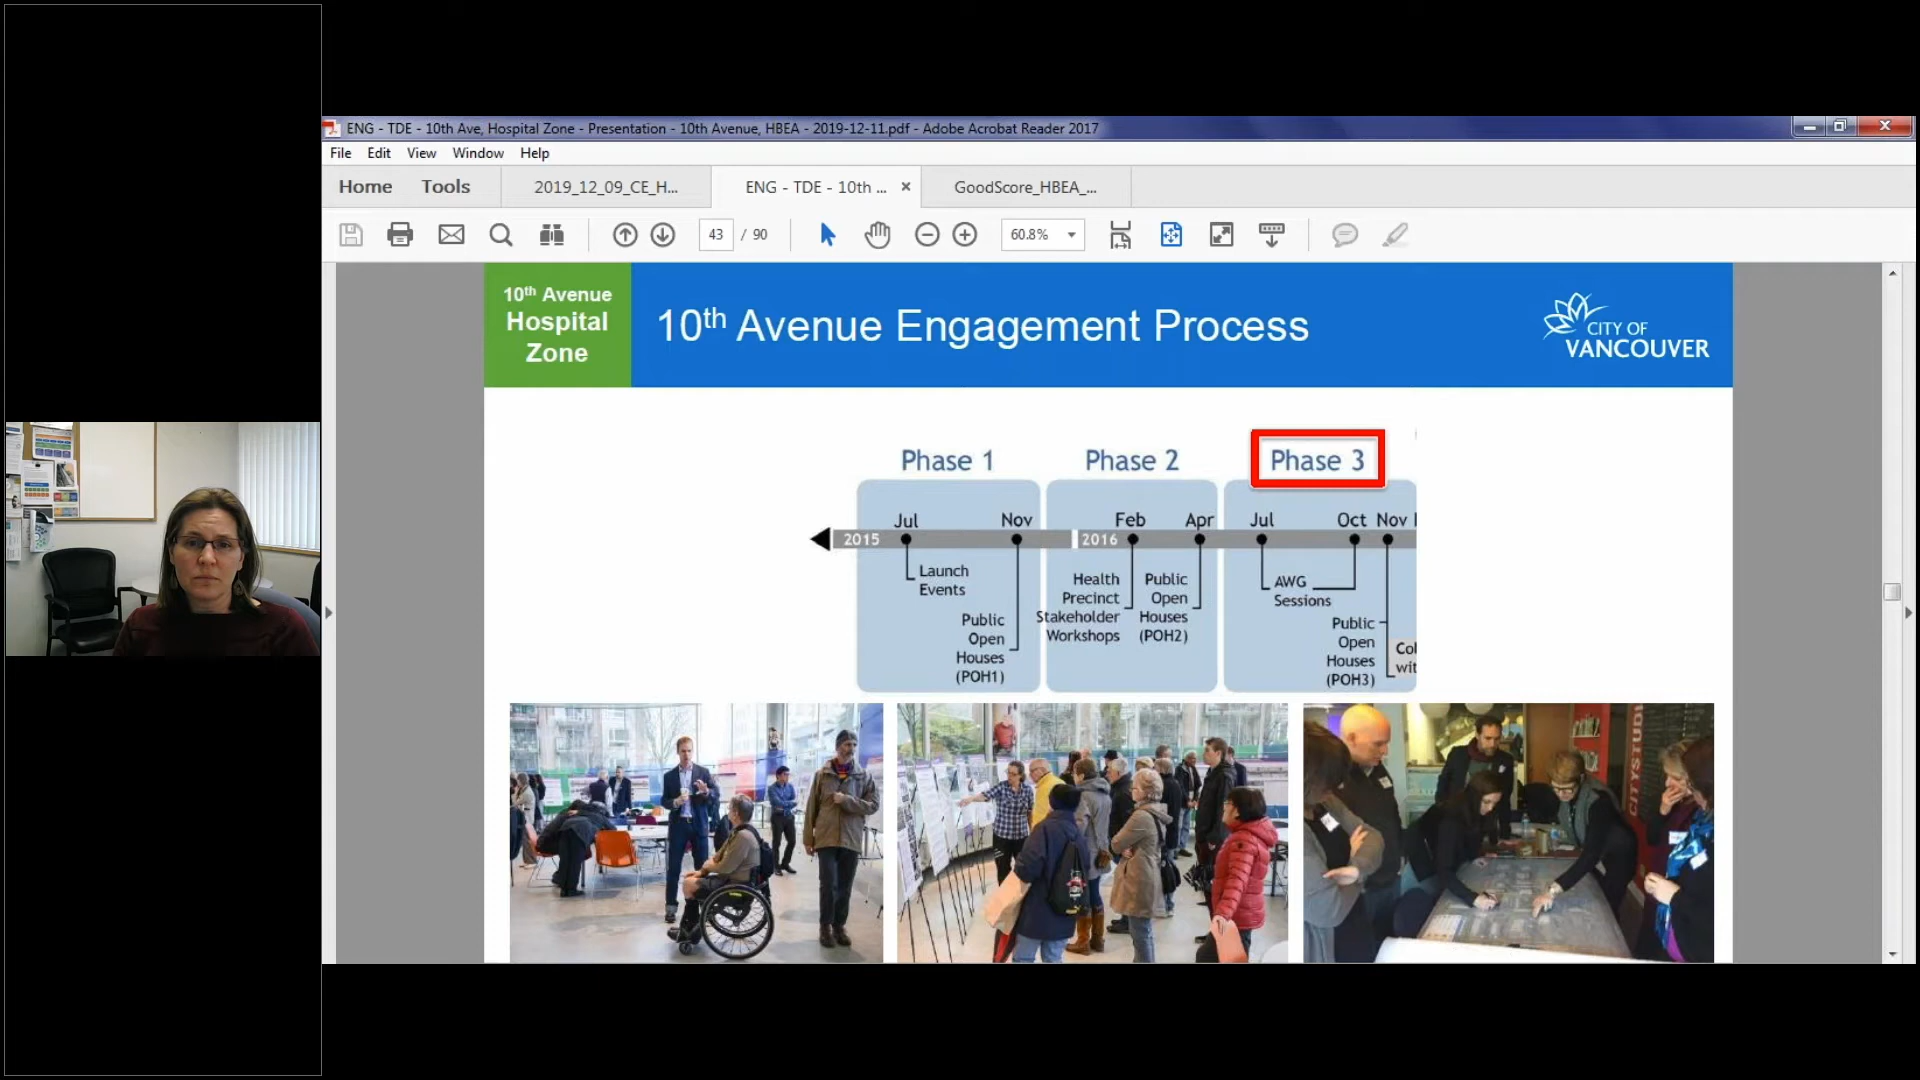 ENG - TDE - 10th Ave, Hospital Zone - Presentation - 10th Avenue, HBEA - 2019-12-11.pdf - Adobe Acrobat Reader 2017
File Edit View Window Help
Home Tools 2019_12_09_CE_H... ENG - TDE - 10th ... × GoodScore_HBEA_...
43 / 90 60.8%
10th Avenue
Hospital
Zone
10th Avenue Engagement Process
CITY OF
VANCOUVER
Phase 1 Phase 2 Phase 3
Jul Nov Feb Apr Jul Oct Nov
2015 2016
Launch
Events
Public
Open
Houses
(POH1)
Health
Precinct
Stakeholder
Workshops
Public
Open
Houses
(POH2)
AWG
Sessions
Public
Open
Houses
(POH3)
Col
wit
CITYSTUDI